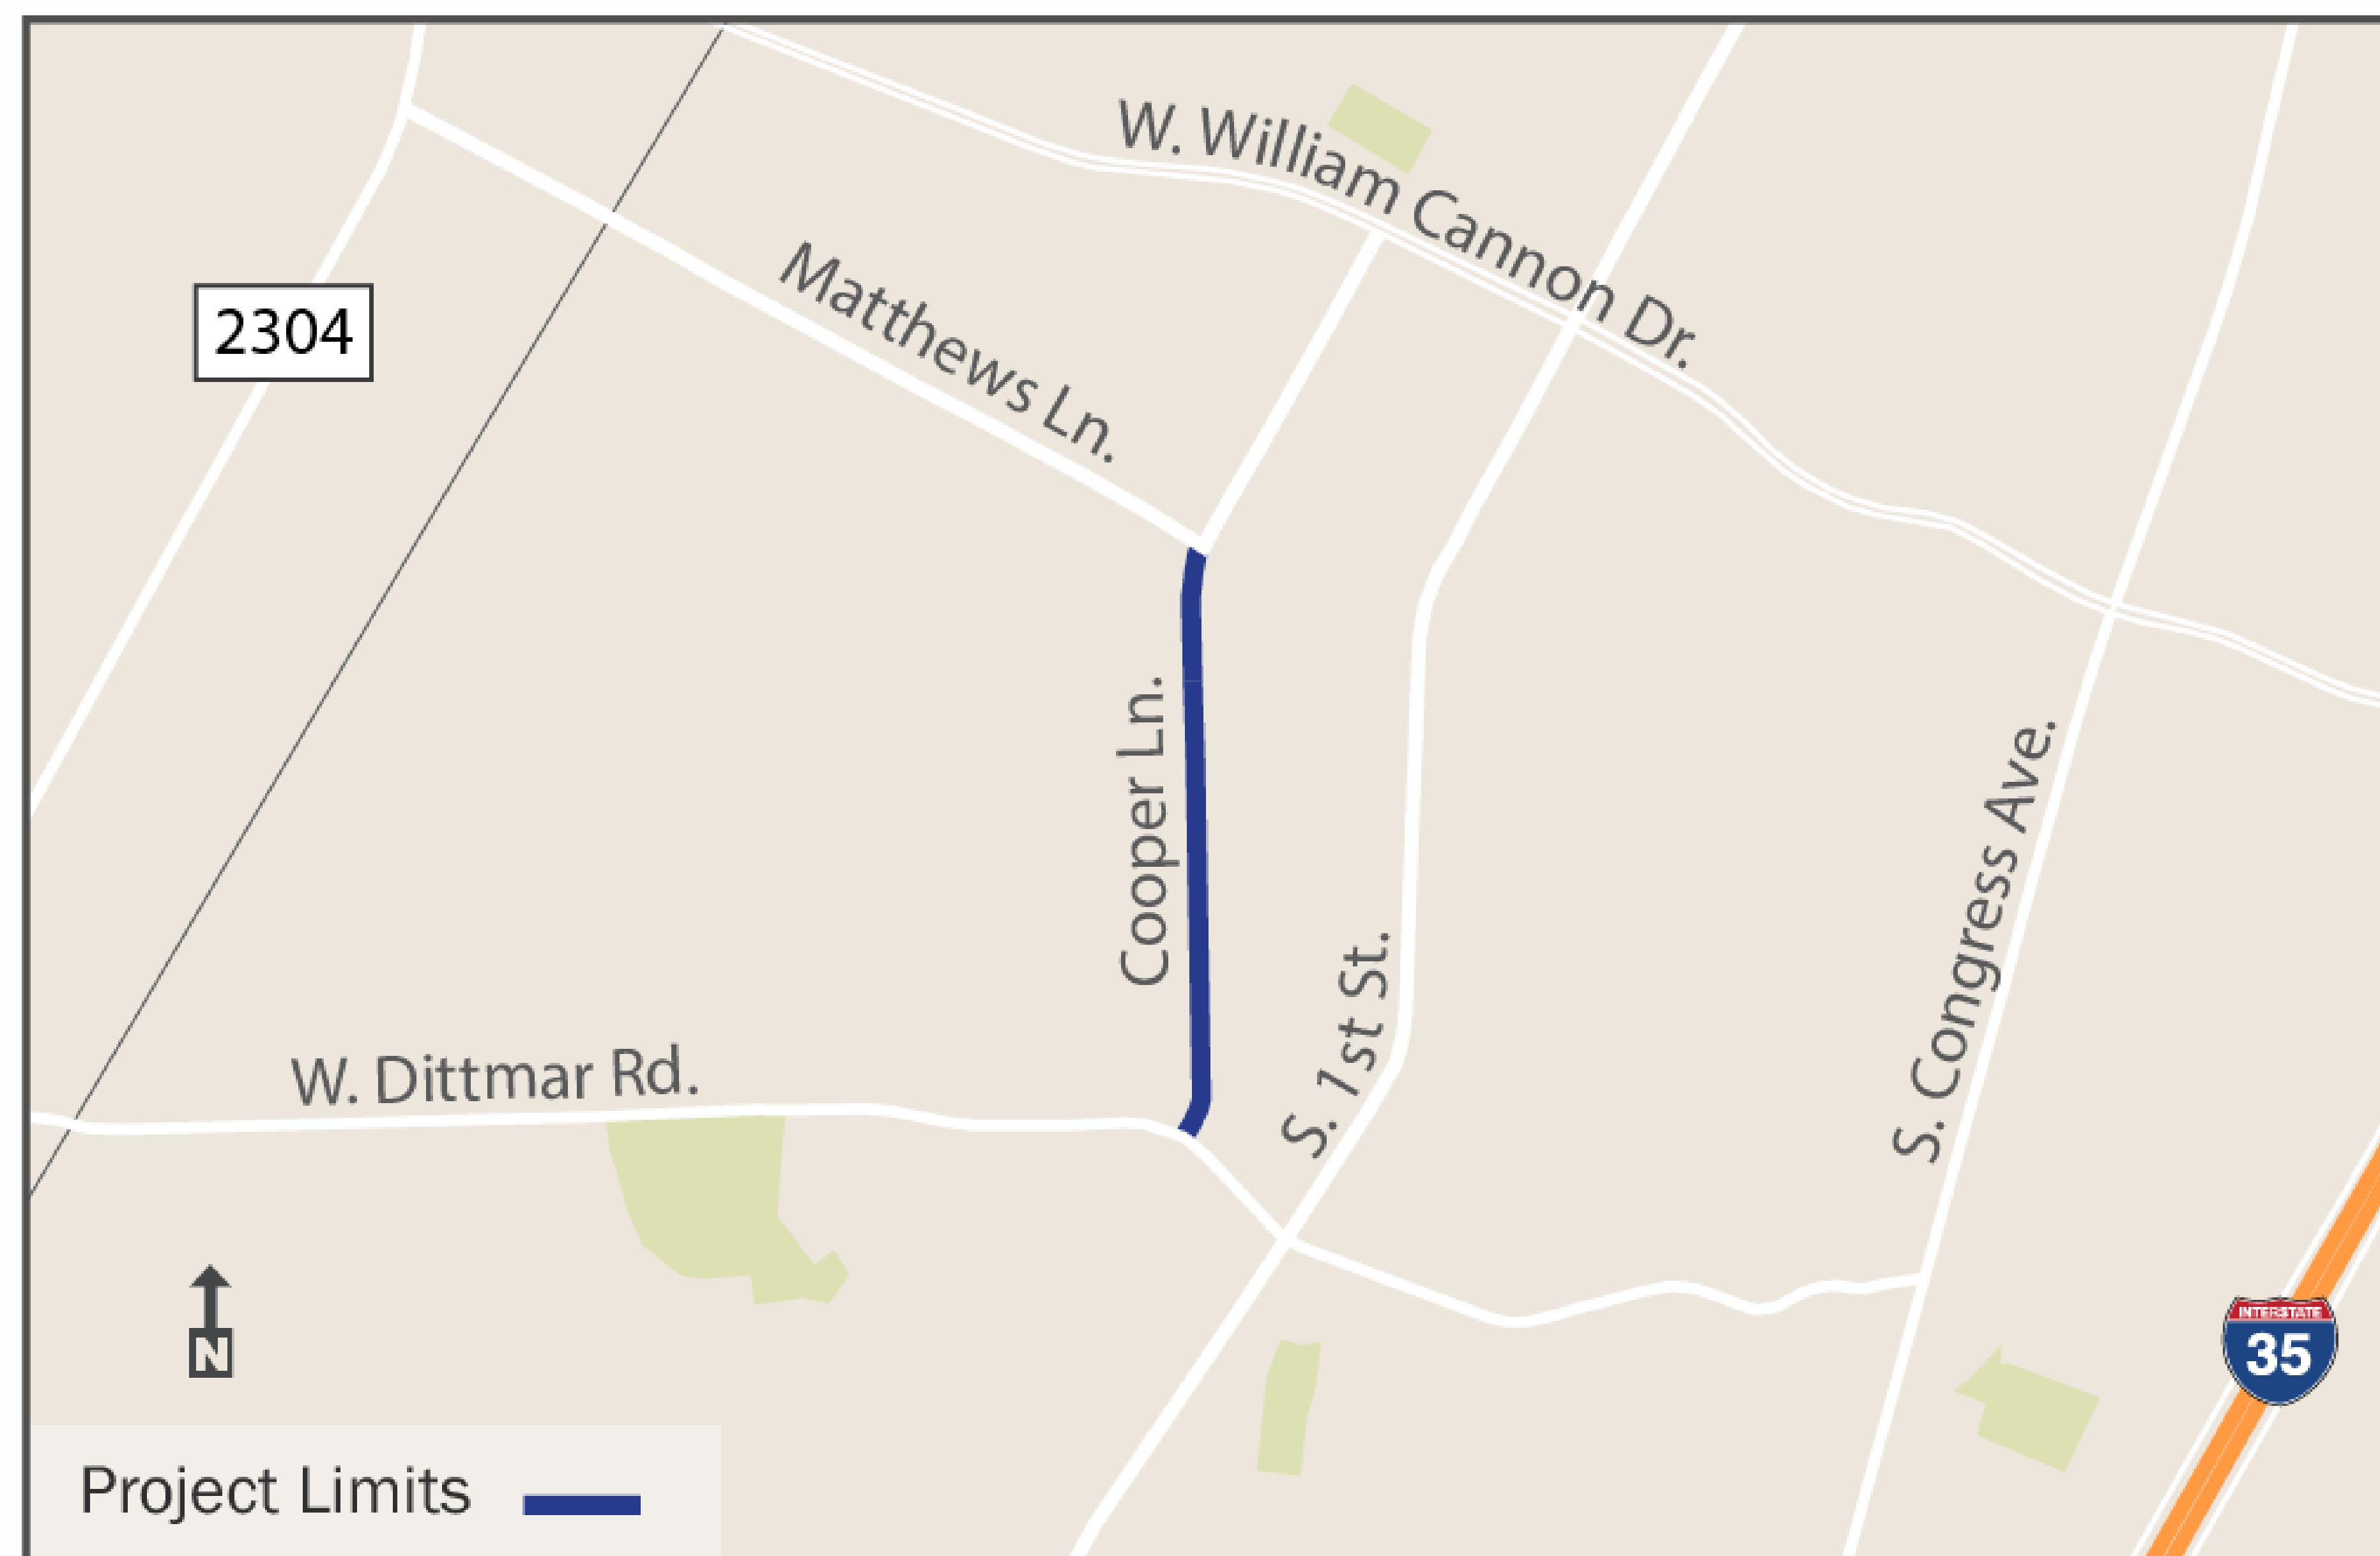 W. William Cannon Dr.
Matthews Ln.
2304
Cooper Ln.
S. Congress Ave.
S. 1st St.
W. Dittmar Rd.
INTERSTATE
35
N
Project Limits